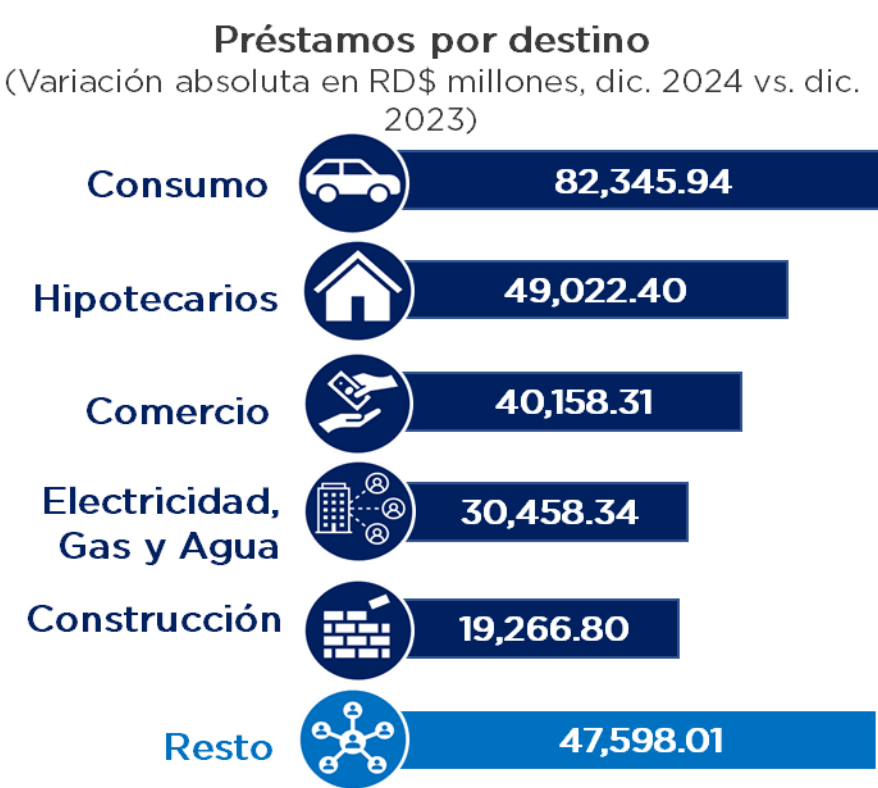 Préstamos por destino
(Variación absoluta en RD$ millones, dic. 2024 vs. dic.
2023)
Consumo 82,345.94
Hipotecarios 49,022.40
Comercio 40,158.31
Electricidad,
Gas y Agua 30,458.34
Construcción 19,266.80
Resto 47,598.01